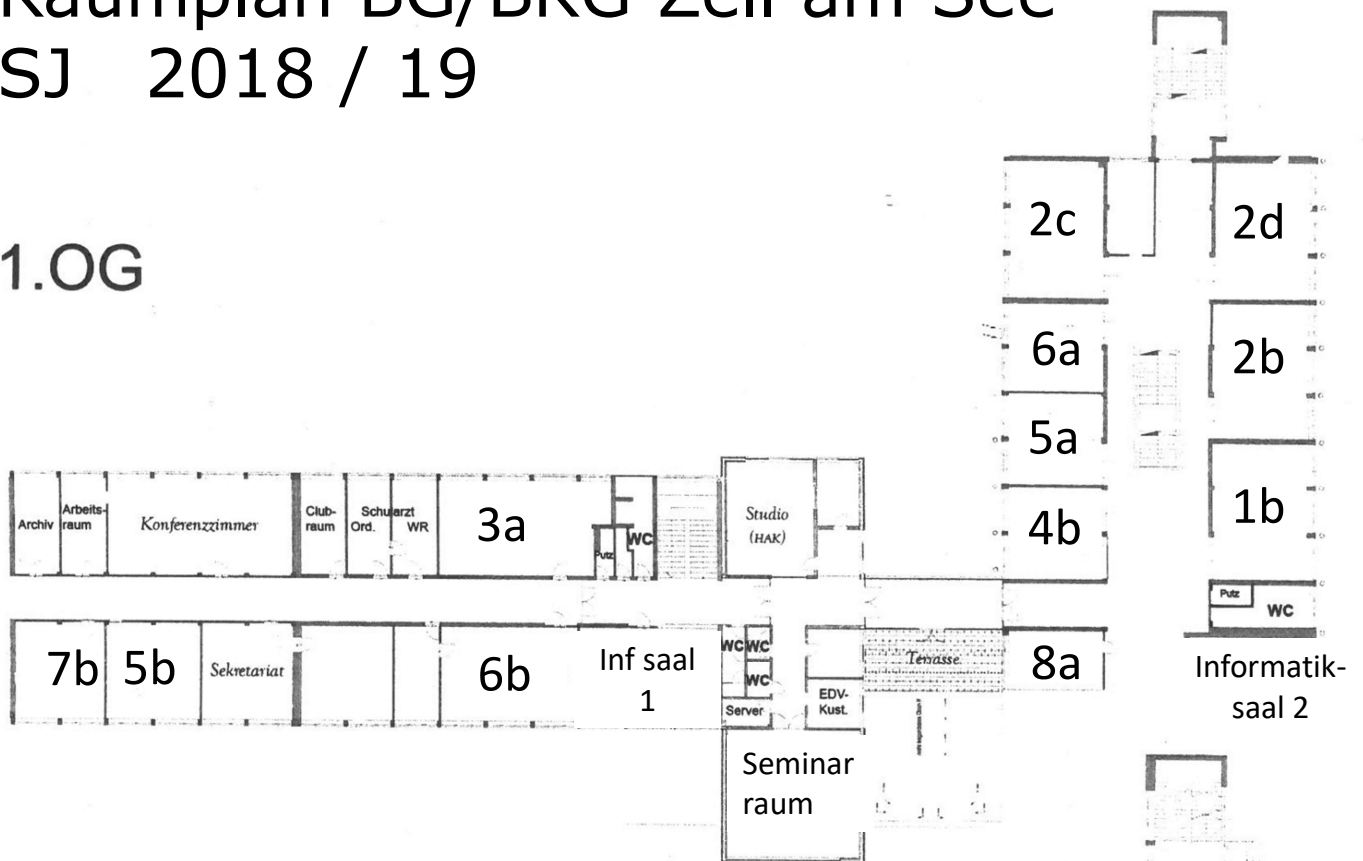 Raumplan BG/BRG Zell am See
SJ 2018 / 19
1.OG
2c
2d
6a
2b
5a
4b
1b
Archiv
Arbeits-
raum
Konferenzzimmer
Club-
raum
Schularzt
Ord. WR
3a
Putz
WC
Studio
(HAK)
Putz
WC
7b
5b
Sekretariat
6b
Inf saal
1
WC
WC
WC
Server
EDV-
Kust.
Terrasse
8a
Informatik-
saal 2
Seminar
raum